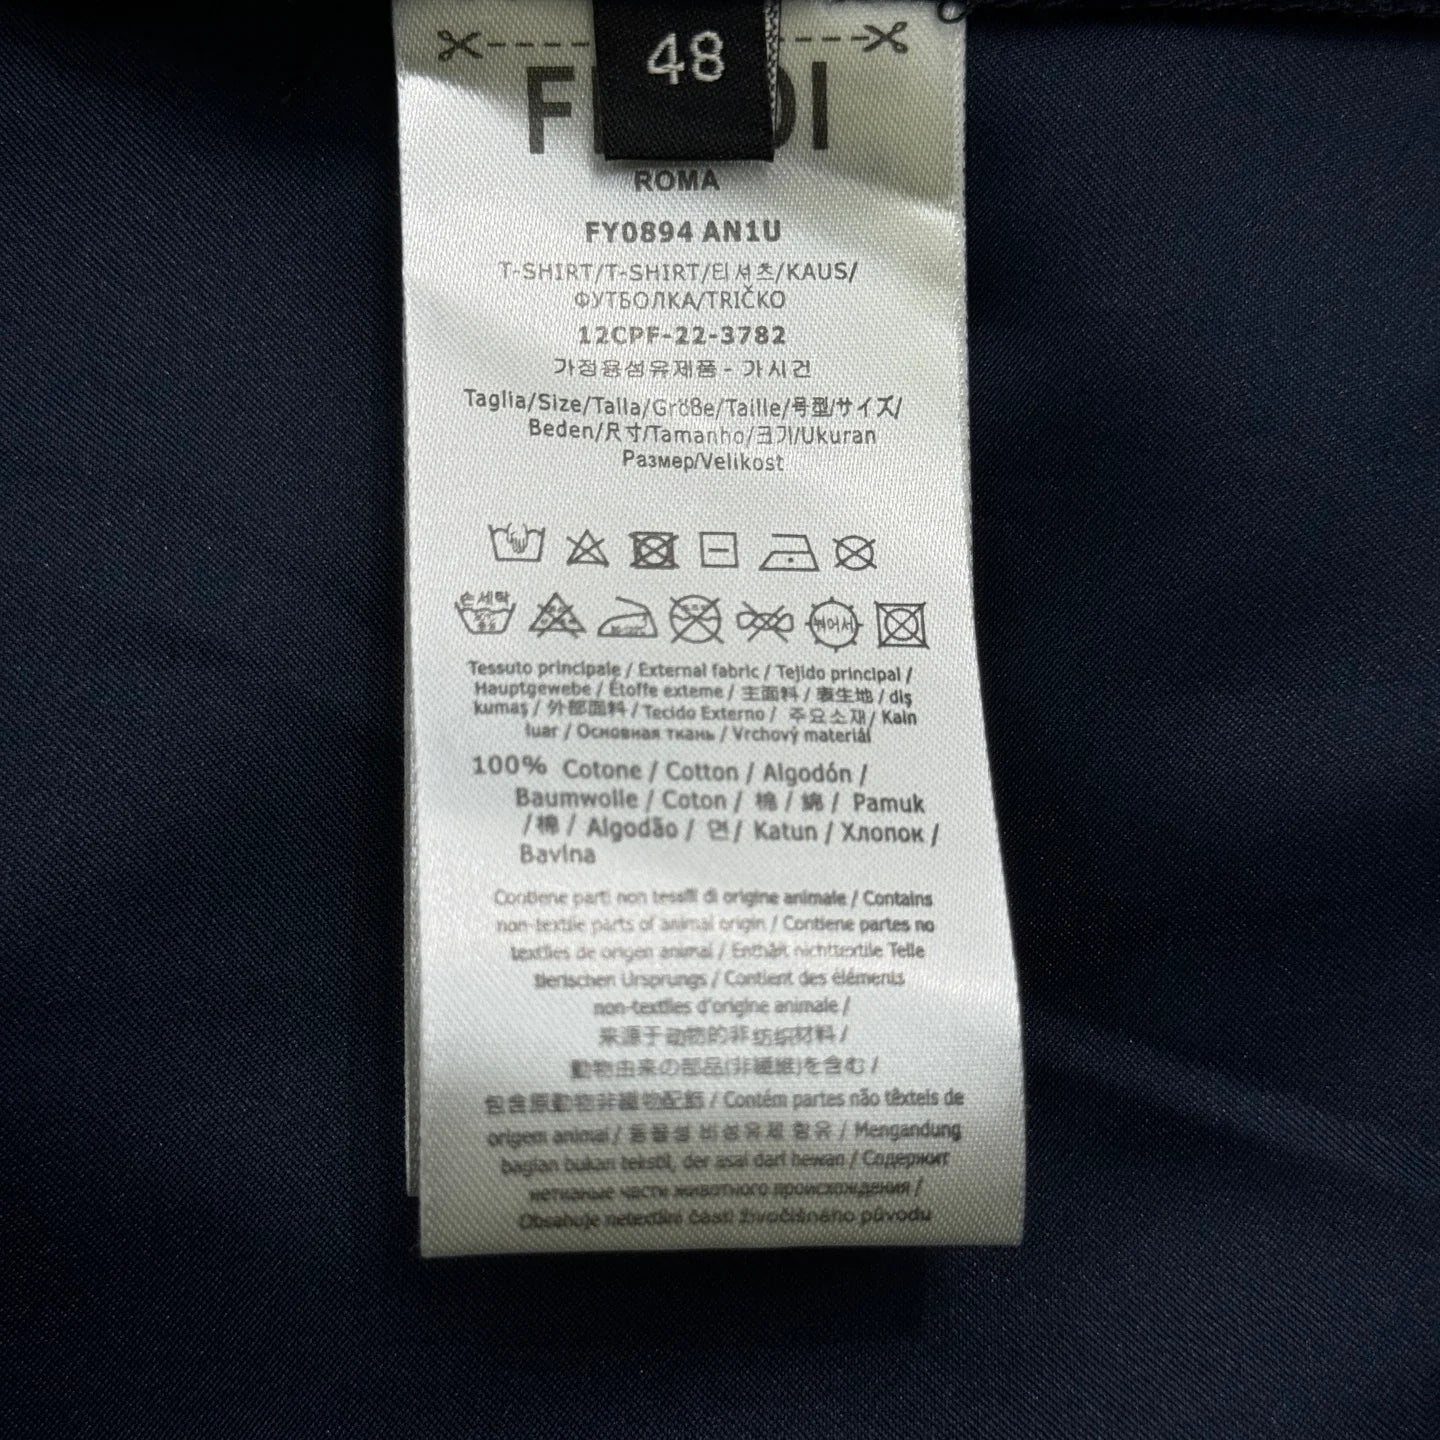 48
ROMA
FY0894 AN1U
T-SHIRT/T-SHIRT/티셔츠/KAUS/
ФУТБОЛКА/TRIČKO
12CPF-22-3782
가정용섬유제품 - 가시건
Taglia/Size/Talla/Größe/Taille/号型/サイズ/
Beden/尺寸/Tamanho/크기/Ukuran
Размер/Velikost
손세탁
Tessuto principale / External fabric / Tejido principal /
Hauptgewebe / Étoffe externe / 主面料 / 表生地 / dış
kumaş / 外部面料 / Tecido Externo / 주요소재 / Kain
luar / Основная ткань / Vrchový materiál
100% Cotone / Cotton / Algodón /
Baumwolle / Coton / 棉 / 綿 / Pamuk
/ 棉 / Algodão / 면 / Katun / Хлопок /
Bavlna
Contiene parti non tessili di origine animale / Contains
non-textile parts of animal origin / Contiene partes no
textiles de origen animal / Enthält nichttextile Teile
tierischen Ursprungs / Contient des éléments
non-textiles d'origine animale /
来源于动物的非纺织材料 /
動物由来の部品(非繊維)を含む /
包含原動物非織物配飾 / Contém partes não têxteis de
origem animal / 동물성 비섬유제 함유 / Mengandung
bagian bukan tekstil, der asal dari hewan / Содержит
нетканые части животного происхождения /
Obsahuje netextilní části živočišného původu